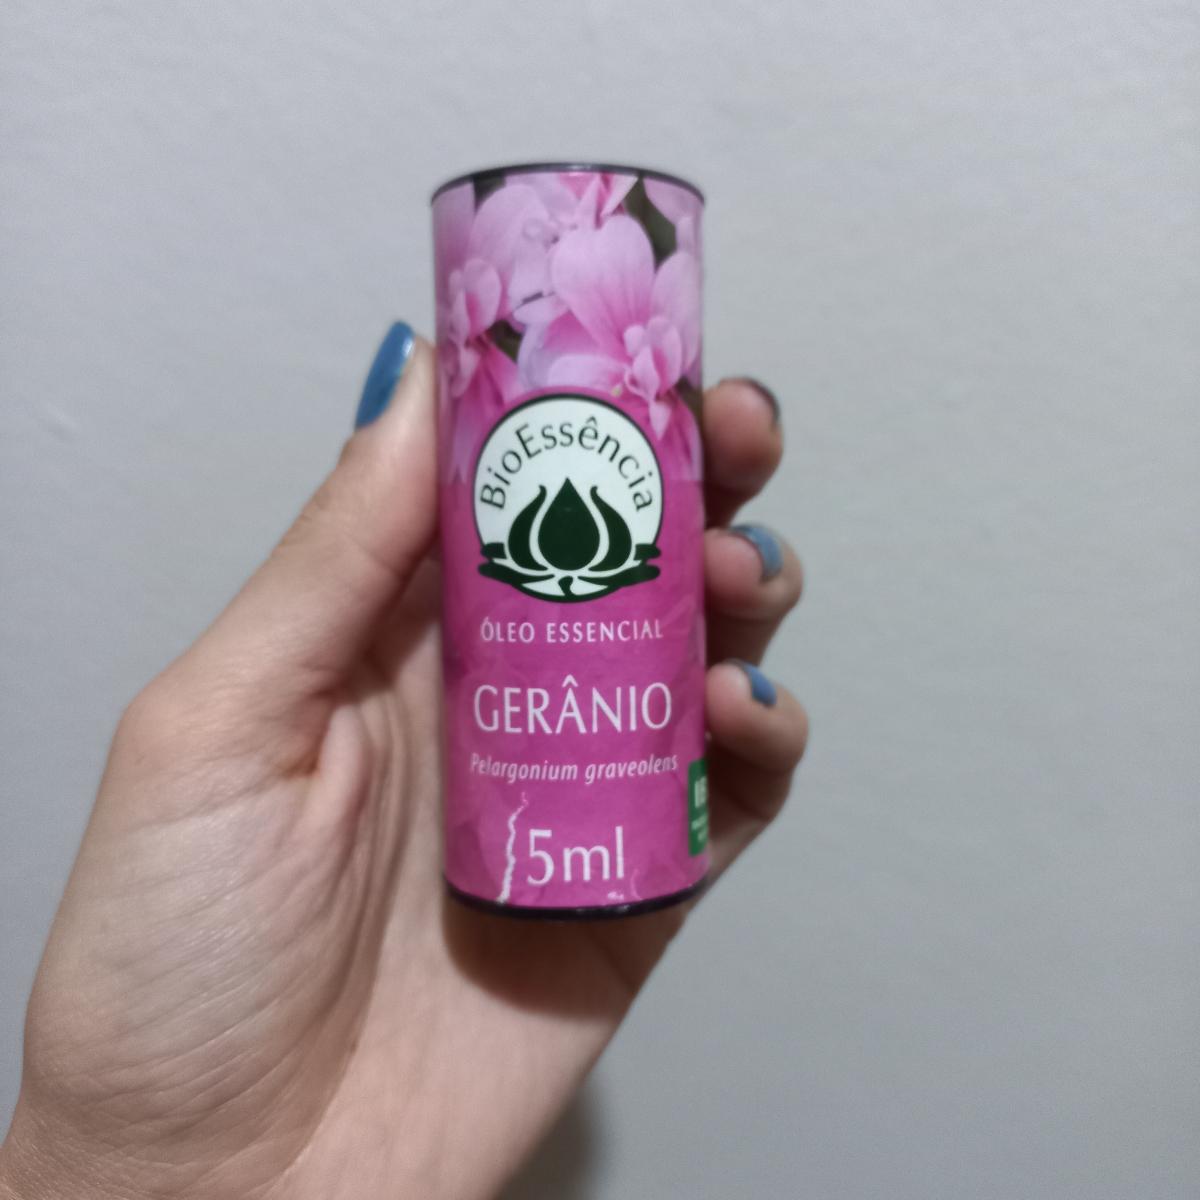 BioEssência
ÓLEO ESSENCIAL
GERÂNIO
Pelargonium graveolens
5ml